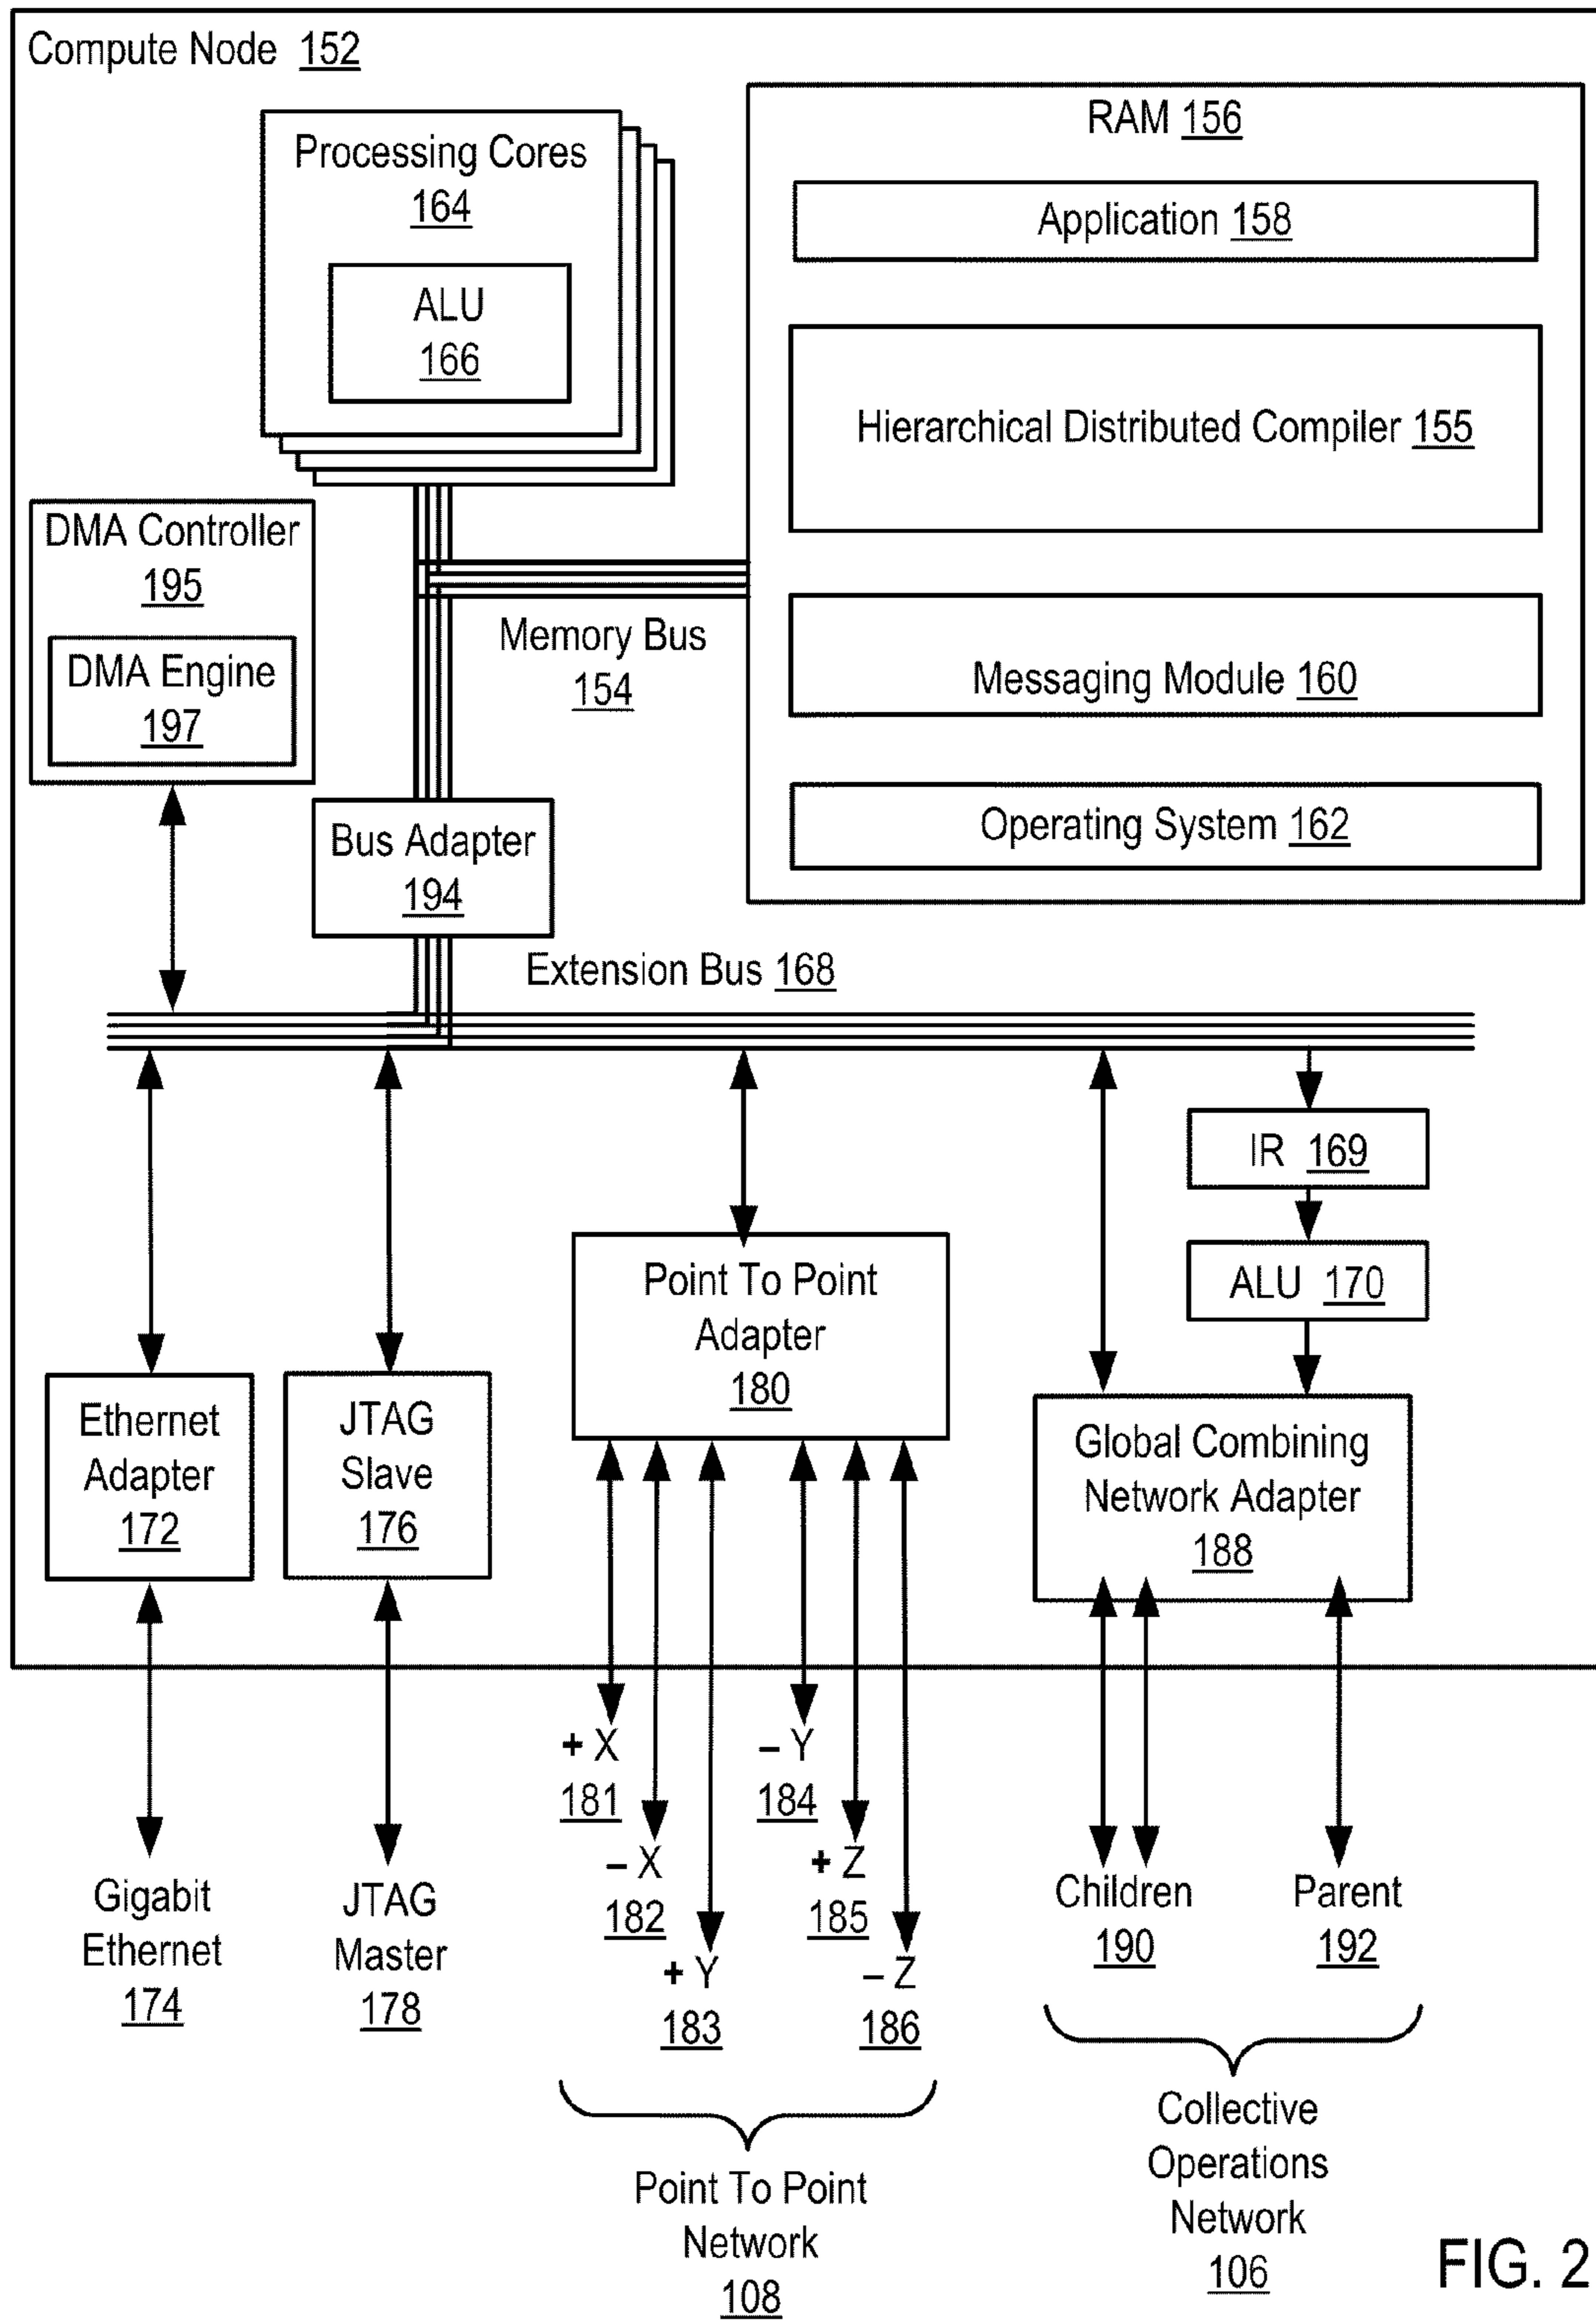 Compute Node 152
Processing Cores
164
ALU
166
RAM 156
Application 158
Hierarchical Distributed Compiler 155
Messaging Module 160
Operating System 162
DMA Controller
195
DMA Engine
197
Memory Bus
154
Bus Adapter
194
Extension Bus 168
IR 169
ALU 170
Point To Point
Adapter
180
Ethernet
Adapter
172
JTAG
Slave
176
Global Combining
Network Adapter
188
+ X
181
– X
182
+ Y
183
– Y
184
+ Z
185
– Z
186
Gigabit
Ethernet
174
JTAG
Master
178
Children
190
Parent
192
Point To Point
Network
108
Collective
Operations
Network
106
FIG. 2